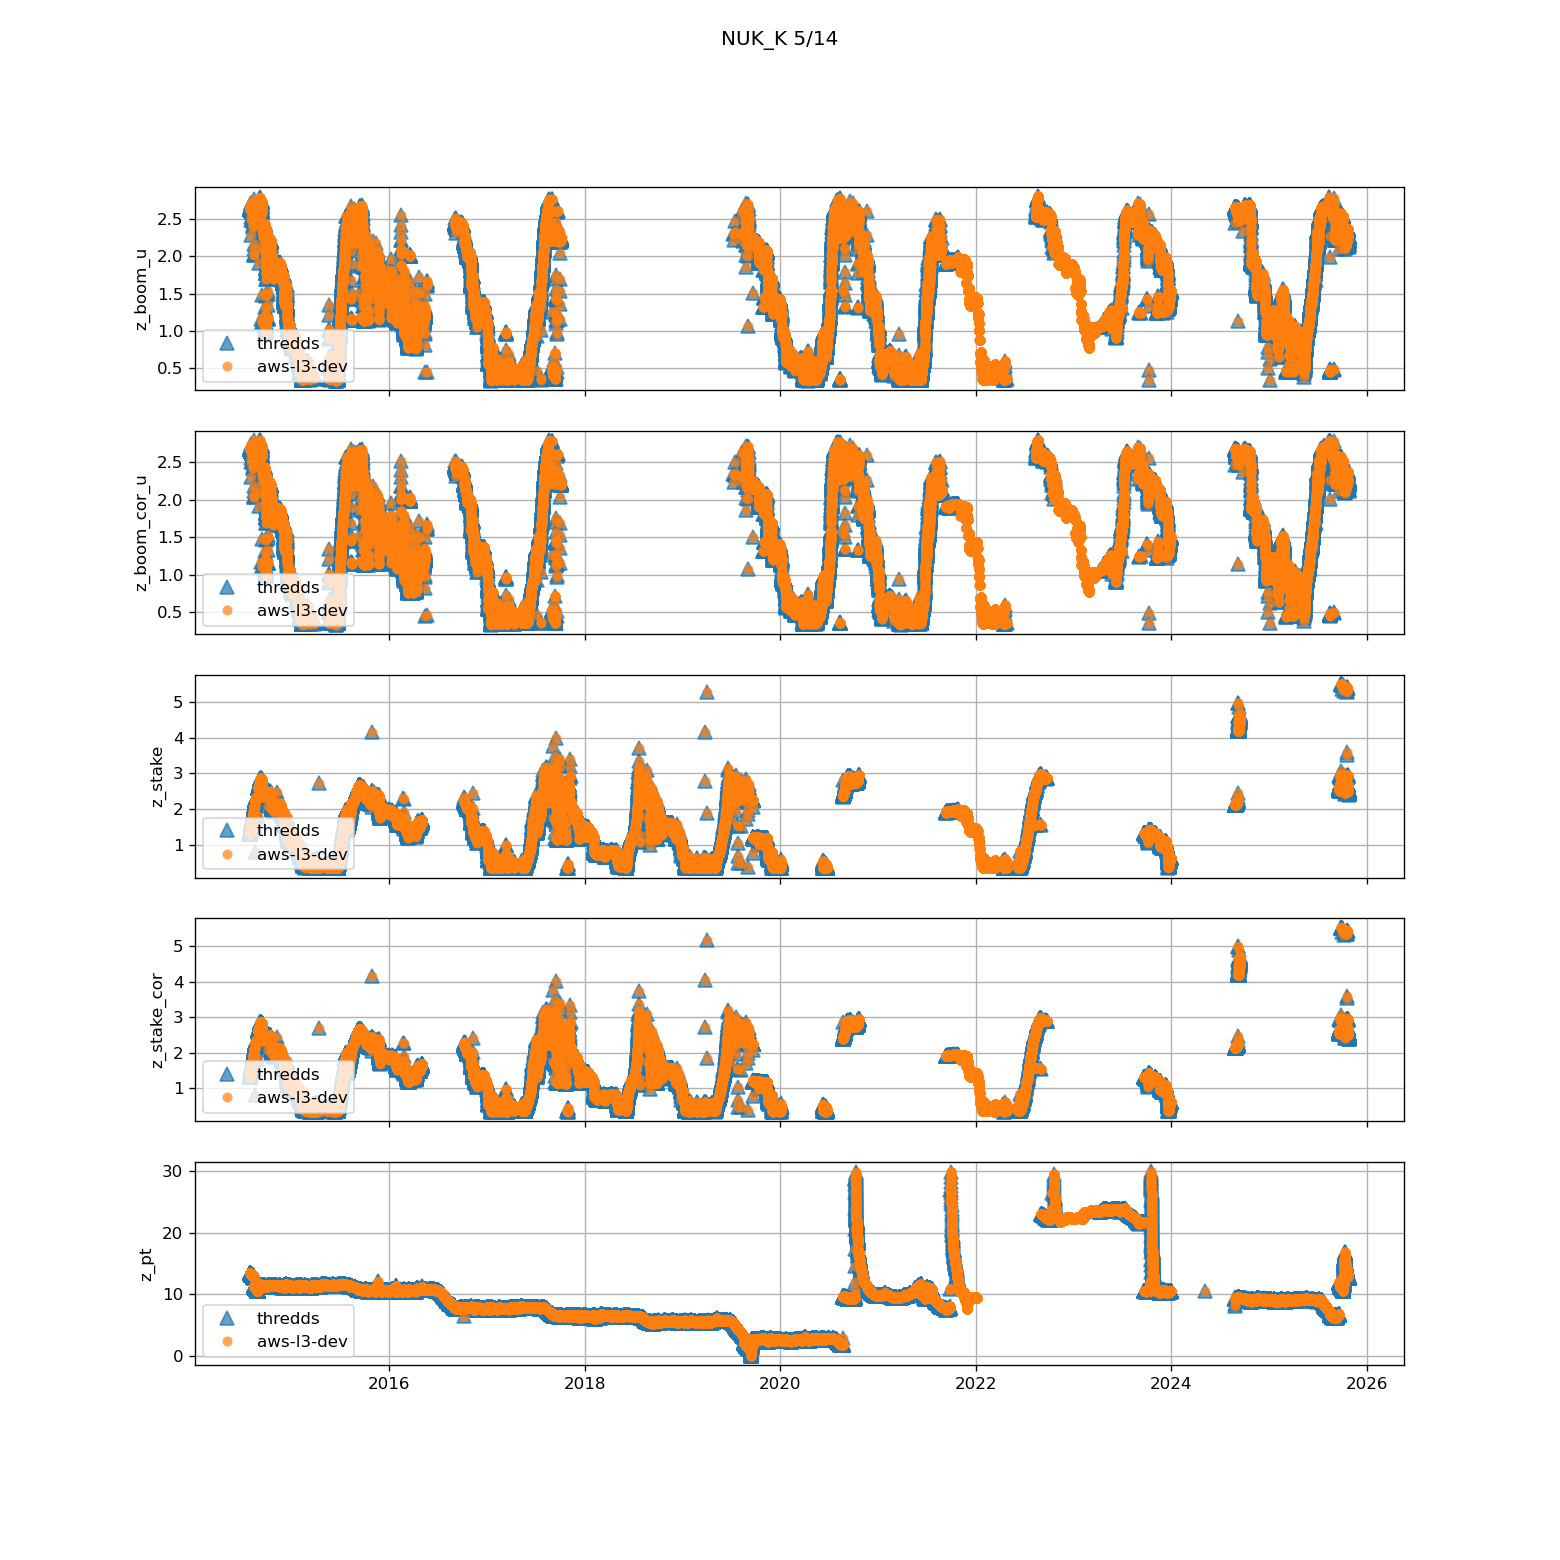 NUK_K 5/14
z_boom_u
2.5
2.0
1.5
1.0
0.5
thredds
aws-l3-dev
z_boom_cor_u
2.5
2.0
1.5
1.0
0.5
thredds
aws-l3-dev
z_stake
5
4
3
2
1
thredds
aws-l3-dev
z_stake_cor
5
4
3
2
1
thredds
aws-l3-dev
z_pt
30
20
10
0
thredds
aws-l3-dev
2016 2018 2020 2022 2024 2026